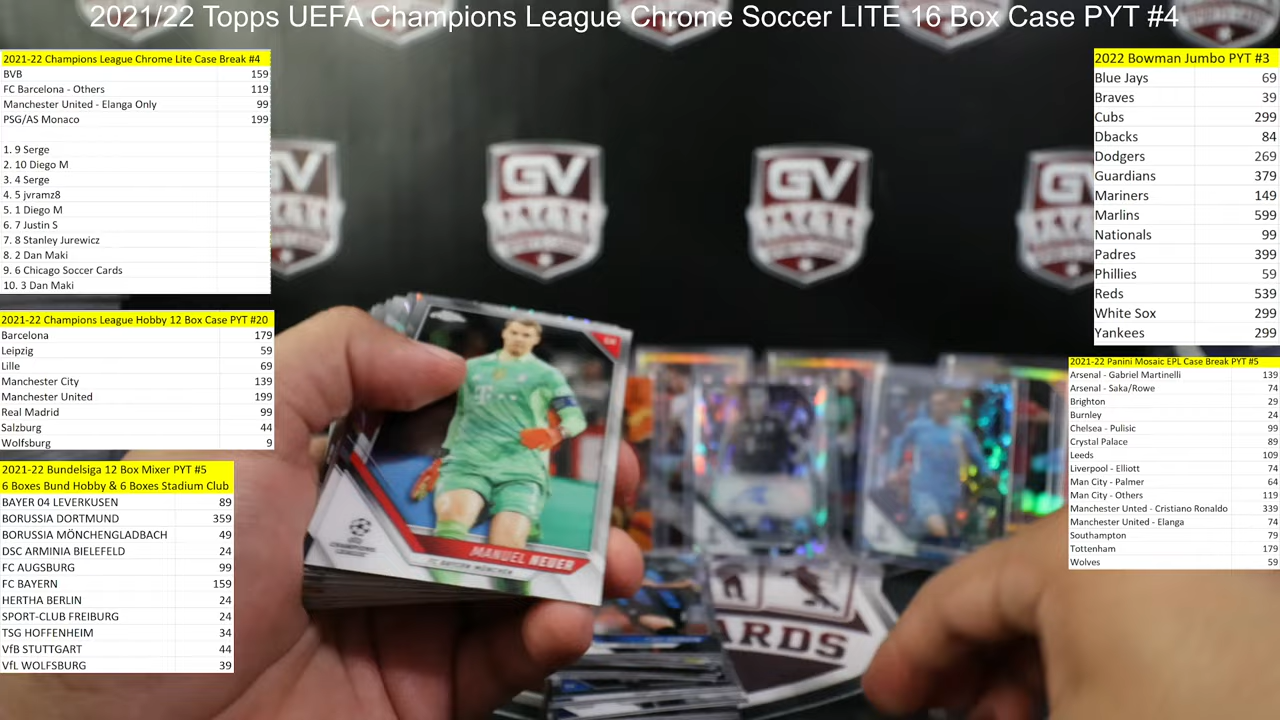 2021/22 Topps UEFA Champions League Chrome Soccer LITE 16 Box Case PYT #4
2021-22 Champions League Chrome Lite Case Break #4
BVB 159
FC Barcelona - Others 119
Manchester United - Elanga Only 99
PSG/AS Monaco 199
1. 9 Serge
2. 10 Diego M
3. 4 Serge
4. 5 jvramz8
5. 1 Diego M
6. 7 Justin S
7. 8 Stanley Jurewicz
8. 2 Dan Maki
9. 6 Chicago Soccer Cards
10. 3 Dan Maki
2021-22 Champions League Hobby 12 Box Case PYT #20
Barcelona 179
Leipzig 59
Lille 69
Manchester City 139
Manchester United 199
Real Madrid 99
Salzburg 44
Wolfsburg 9
2021-22 Bundelsiga 12 Box Mixer PYT #5
6 Boxes Bund Hobby & 6 Boxes Stadium Club
BAYER 04 LEVERKUSEN 89
BORUSSIA DORTMUND 359
BORUSSIA MÖNCHENGLADBACH 49
DSC ARMINIA BIELEFELD 24
FC AUGSBURG 99
FC BAYERN 159
HERTHA BERLIN 24
SPORT-CLUB FREIBURG 24
TSG HOFFENHEIM 34
VfB STUTTGART 44
VfL WOLFSBURG 39
2022 Bowman Jumbo PYT #3
Blue Jays 69
Braves 39
Cubs 299
Dbacks 84
Dodgers 269
Guardians 379
Mariners 149
Marlins 599
Nationals 99
Padres 399
Phillies 59
Reds 539
White Sox 299
Yankees 299
2021-22 Panini Mosaic EPL Case Break PYT #5
Arsenal - Gabriel Martinelli 139
Arsenal - Saka/Rowe 74
Brighton 29
Burnley 24
Chelsea - Pulisic 99
Crystal Palace 89
Leeds 109
Liverpool - Elliott 74
Man City - Palmer 64
Man City - Others 119
Manchester Unted - Cristiano Ronaldo 339
Manchester United - Elanga 74
Southampton 79
Tottenham 179
Wolves 59
GV
GV
CHAMPIONS
LEAGUE
MANUEL NEUER
FC BAYERN MÜNCHEN
ARDS